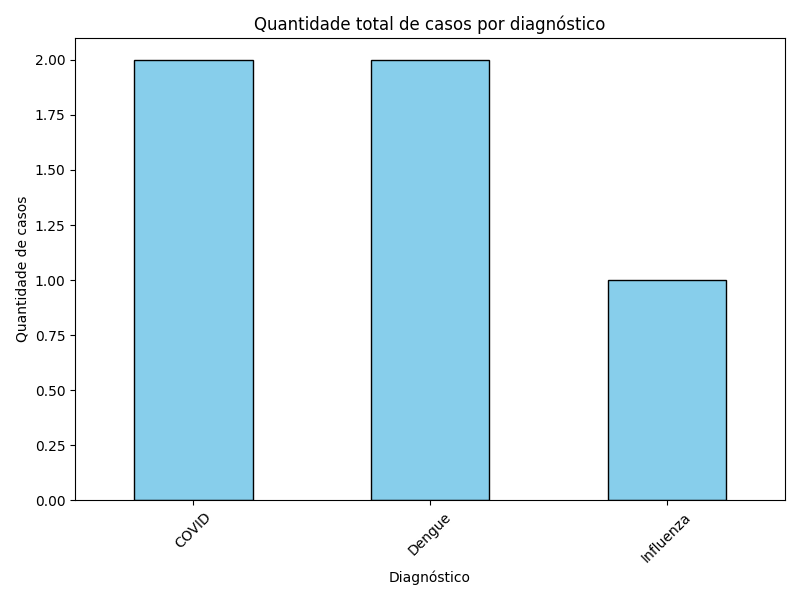 Quantidade total de casos por diagnóstico
Quantidade de casos
2.00
1.75
1.50
1.25
1.00
0.75
0.50
0.25
0.00
COVID
Dengue
Influenza
Diagnóstico